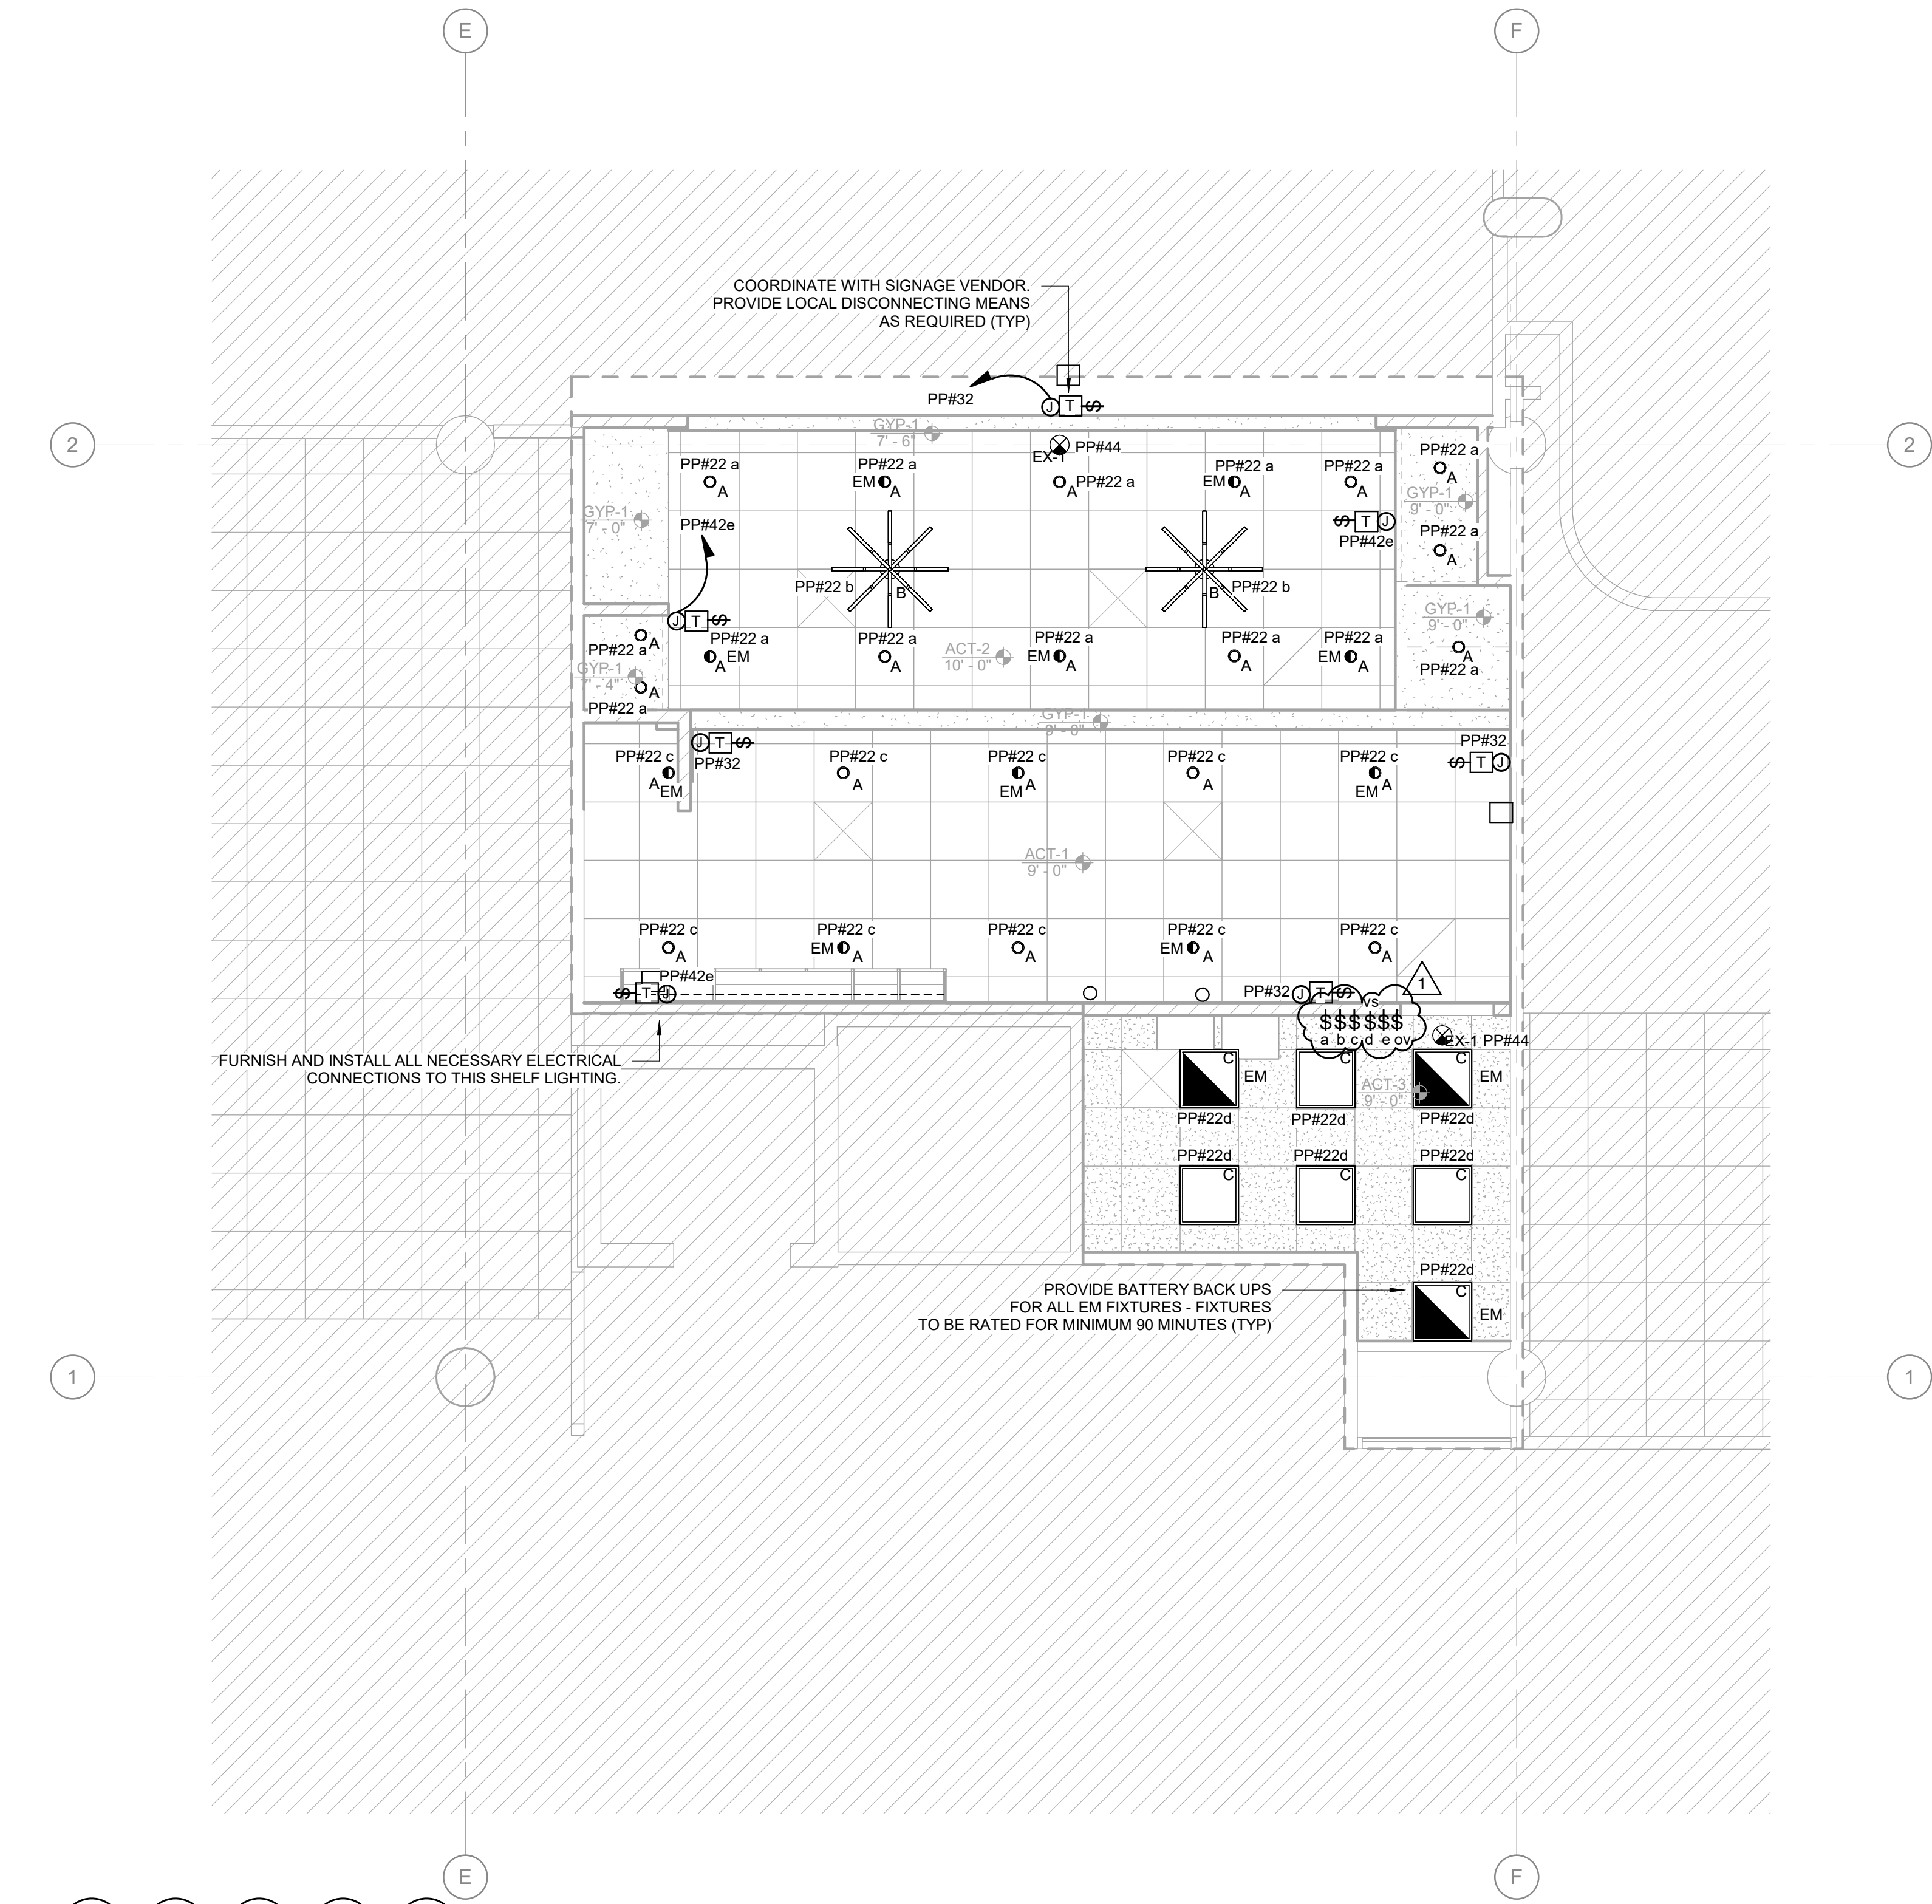 E
F
COORDINATE WITH SIGNAGE VENDOR.
PROVIDE LOCAL DISCONNECTING MEANS
AS REQUIRED (TYP)
PP#32
J T $
2
2
GYP-1
7' - 6"
EX-1
PP#44
PP#22 a
A
PP#22 a
EM A
A PP#22 a
PP#22 a
EM A
PP#22 a
A
PP#22 a
A
GYP-1
9' - 0"
PP#22 a
A
GYP-1
7' - 0"
PP#42e
$ T J
PP#42e
PP#22 b
B
B
PP#22 b
J T $
GYP-1
9' - 0"
PP#22 a
A
GYP-1
7' - 4"
A
PP#22 a
PP#22 a
A EM
PP#22 a
A
ACT-2
10' - 0"
PP#22 a
EM A
PP#22 a
A
PP#22 a
EM A
A
PP#22 a
GYP-1
9' - 0"
J T $
PP#32
PP#32
$ T J
PP#22 c
A EM
PP#22 c
A
PP#22 c
A
EM
PP#22 c
A
PP#22 c
A
EM
ACT-1
9' - 0"
PP#22 c
A
PP#22 c
EM A
PP#22 c
A
PP#22 c
EM A
PP#22 c
A
PP#42e
$ T J
PP#32 J T $
1
vs
$$$$$$
a b c d e ov
EX-1 PP#44
FURNISH AND INSTALL ALL NECESSARY ELECTRICAL
CONNECTIONS TO THIS SHELF LIGHTING.
C
EM
PP#22d
C
PP#22d
ACT-3
9' - 0"
C
EM
PP#22d
PP#22d
C
PP#22d
C
PP#22d
C
PP#22d
C
EM
PROVIDE BATTERY BACK UPS
FOR ALL EM FIXTURES - FIXTURES
TO BE RATED FOR MINIMUM 90 MINUTES (TYP)
1
1
E
F